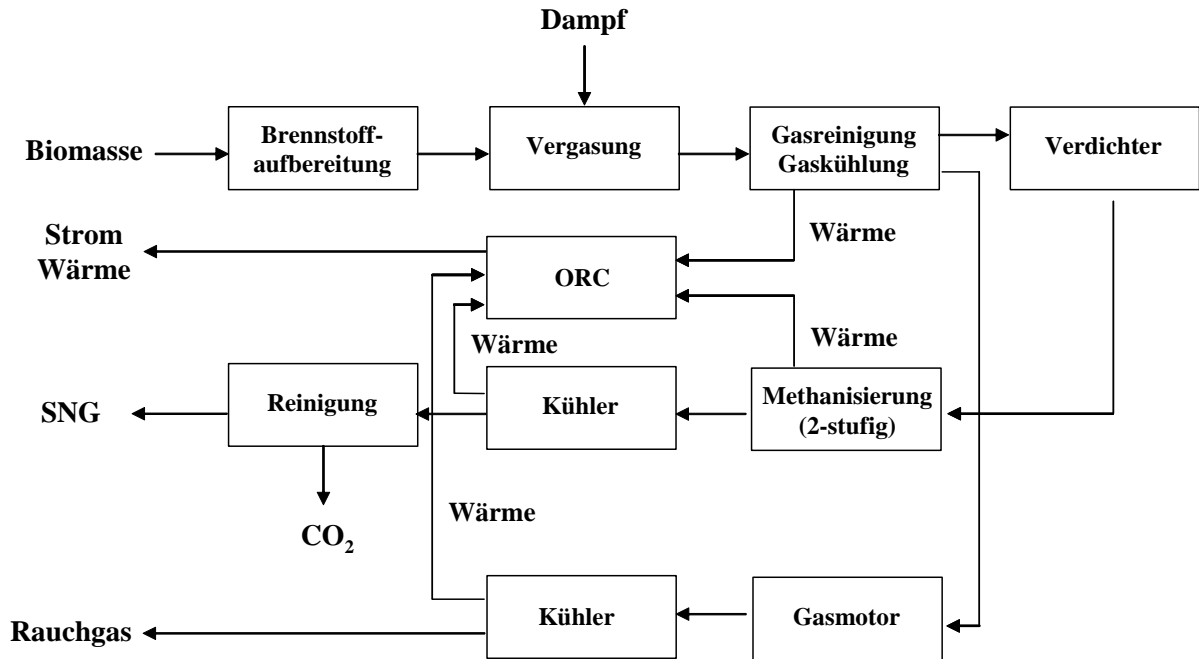 Dampf
Biomasse
Brennstoff-
aufbereitung
Vergasung
Gasreinigung
Gaskühlung
Verdichter
Strom
Wärme
ORC
Wärme
Wärme
Wärme
SNG
Reinigung
Kühler
Methanisierung
(2-stufig)
CO₂
Wärme
Rauchgas
Kühler
Gasmotor